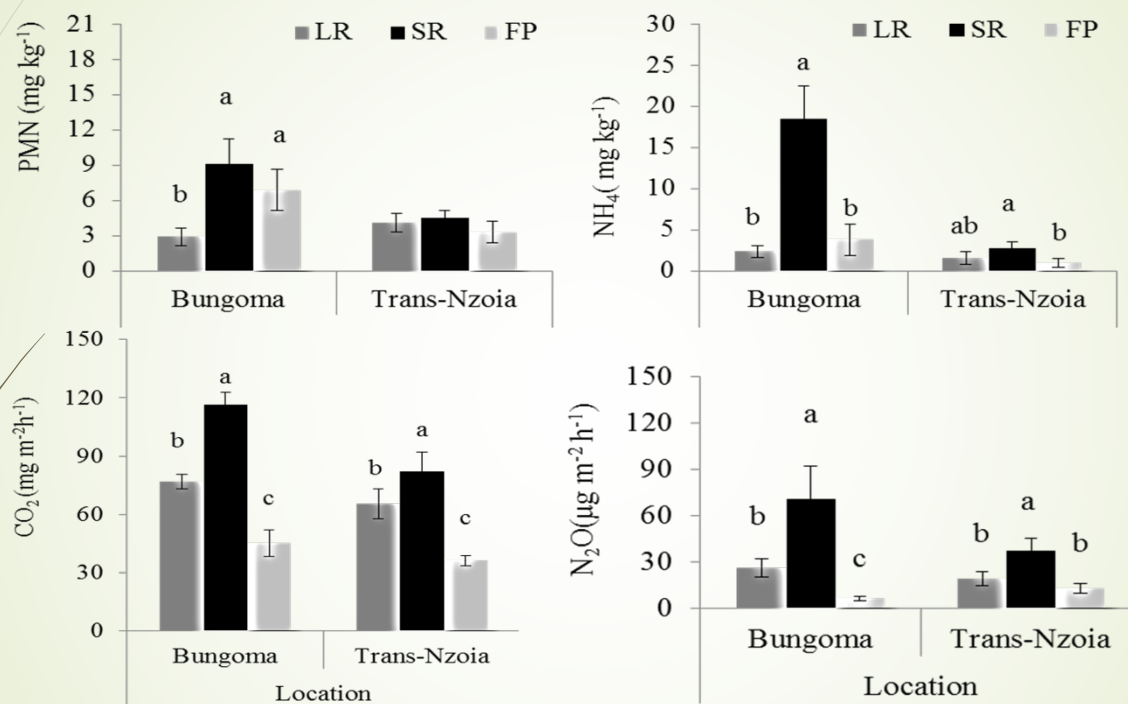 PMN (mg kg-1)
21
18
15
12
9
6
3
0
LR SR FP
b
a
a
Bungoma Trans-Nzoia
NH4( mg kg-1)
30
25
20
15
10
5
0
LR SR FP
b
a
b
ab
a
b
Bungoma Trans-Nzoia
CO2 (mg m-2h-1)
150
120
90
60
30
0
b
a
c
b
a
c
Bungoma Trans-Nzoia
Location
N2O(µg m-2 h-1)
150
120
90
60
30
0
b
a
c
b
a
b
Bungoma Trans-Nzoia
Location